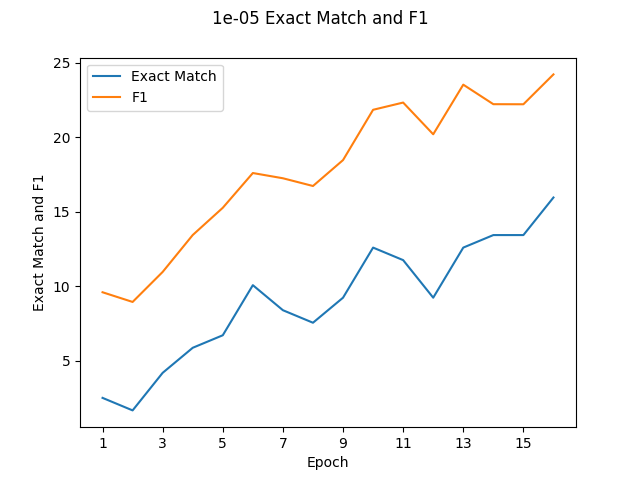 1e-05 Exact Match and F1
Exact Match
F1
25
20
15
10
5
Exact Match and F1
1 3 5 7 9 11 13 15
Epoch